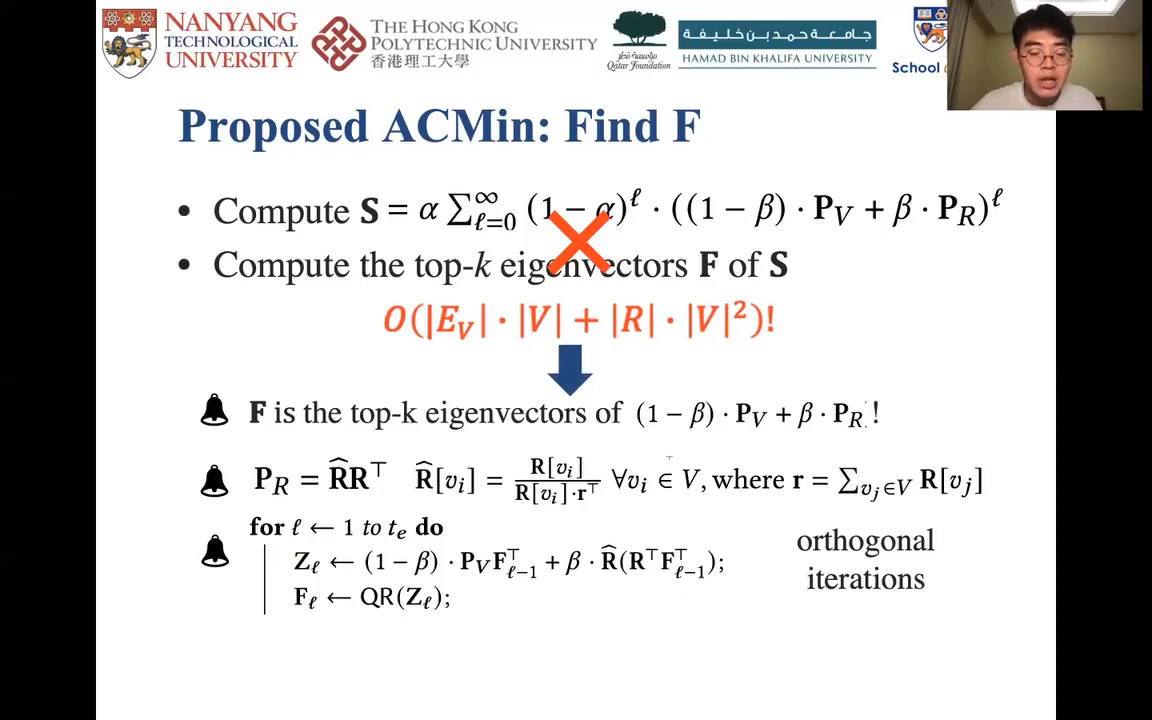 NANYANG
TECHNOLOGICAL
UNIVERSITY
THE HONG KONG
POLYTECHNIC UNIVERSITY
香港理工大學
مؤسسة قطر
Qatar Foundation
جامعة حمد بن خليفة
HAMAD BIN KHALIFA UNIVERSITY
School
Proposed ACMin: Find F
• Compute S = α ∑_{ℓ=0}^{∞} (1 − α)^ℓ · ((1 − β) · P_V + β · P_R)^ℓ
• Compute the top-k eigenvectors F of S
O(|E_V| · |V| + |R| · |V|²)!
F is the top-k eigenvectors of (1 − β) · P_V + β · P_R !
P_R = R̂R^⊤ R̂[v_i] = R[v_i] / R[v_i]·r^⊤ ∀v_i ∈ V, where r = ∑_{v_j∈V} R[v_j]
for ℓ ← 1 to t_e do
Z_ℓ ← (1 − β) · P_V F_{ℓ−1}^⊤ + β · R̂(R^⊤F_{ℓ−1}^⊤);
F_ℓ ← QR(Z_ℓ);
orthogonal
iterations